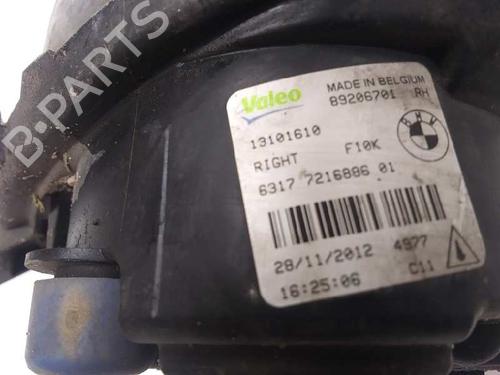 B-PARTS
Valeo
MADE IN BELGIUM
89206701 RH
13101610
BMW
RIGHT F10K
6317 7216886 01
28/11/2012 4977
16:25:06 C11